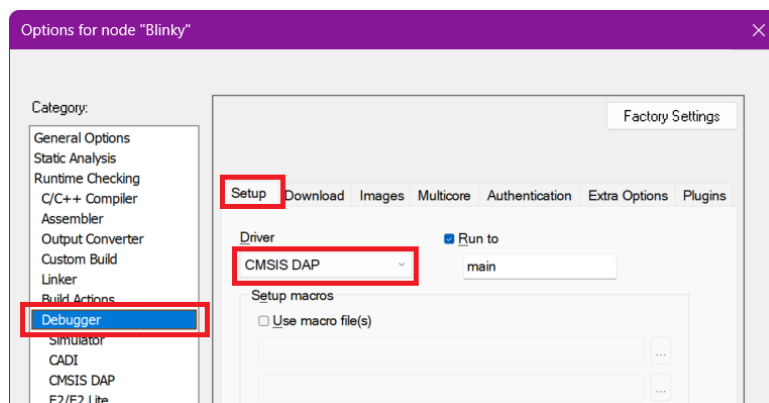 Options for node "Blinky"
Category:
General Options
Static Analysis
Runtime Checking
C/C++ Compiler
Assembler
Output Converter
Custom Build
Linker
Build Actions
Debugger
Simulator
CADI
CMSIS DAP
E2/E2 Lite
Factory Settings
Setup Download Images Multicore Authentication Extra Options Plugins
Driver
CMSIS DAP
Run to
main
Setup macros
Use macro file(s)
...
...